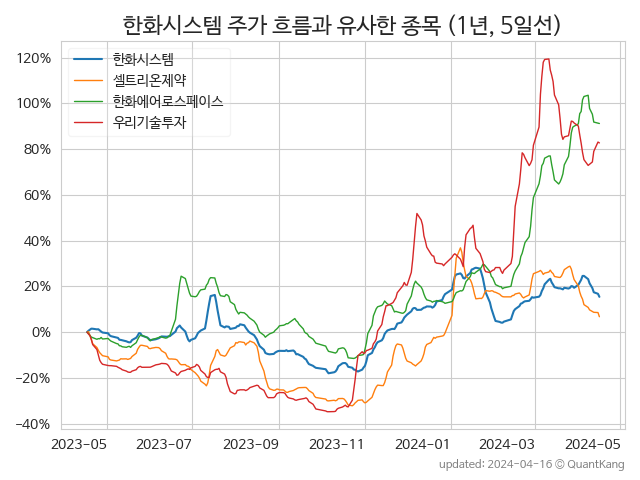 한화시스템 주가 흐름과 유사한 종목 (1년, 5일선)
한화시스템
셀트리온제약
한화에어로스페이스
우리기술투자
120%
100%
80%
60%
40%
20%
0%
−20%
−40%
2023-05 2023-07 2023-09 2023-11 2024-01 2024-03 2024-05
updated: 2024-04-16 © QuantKang